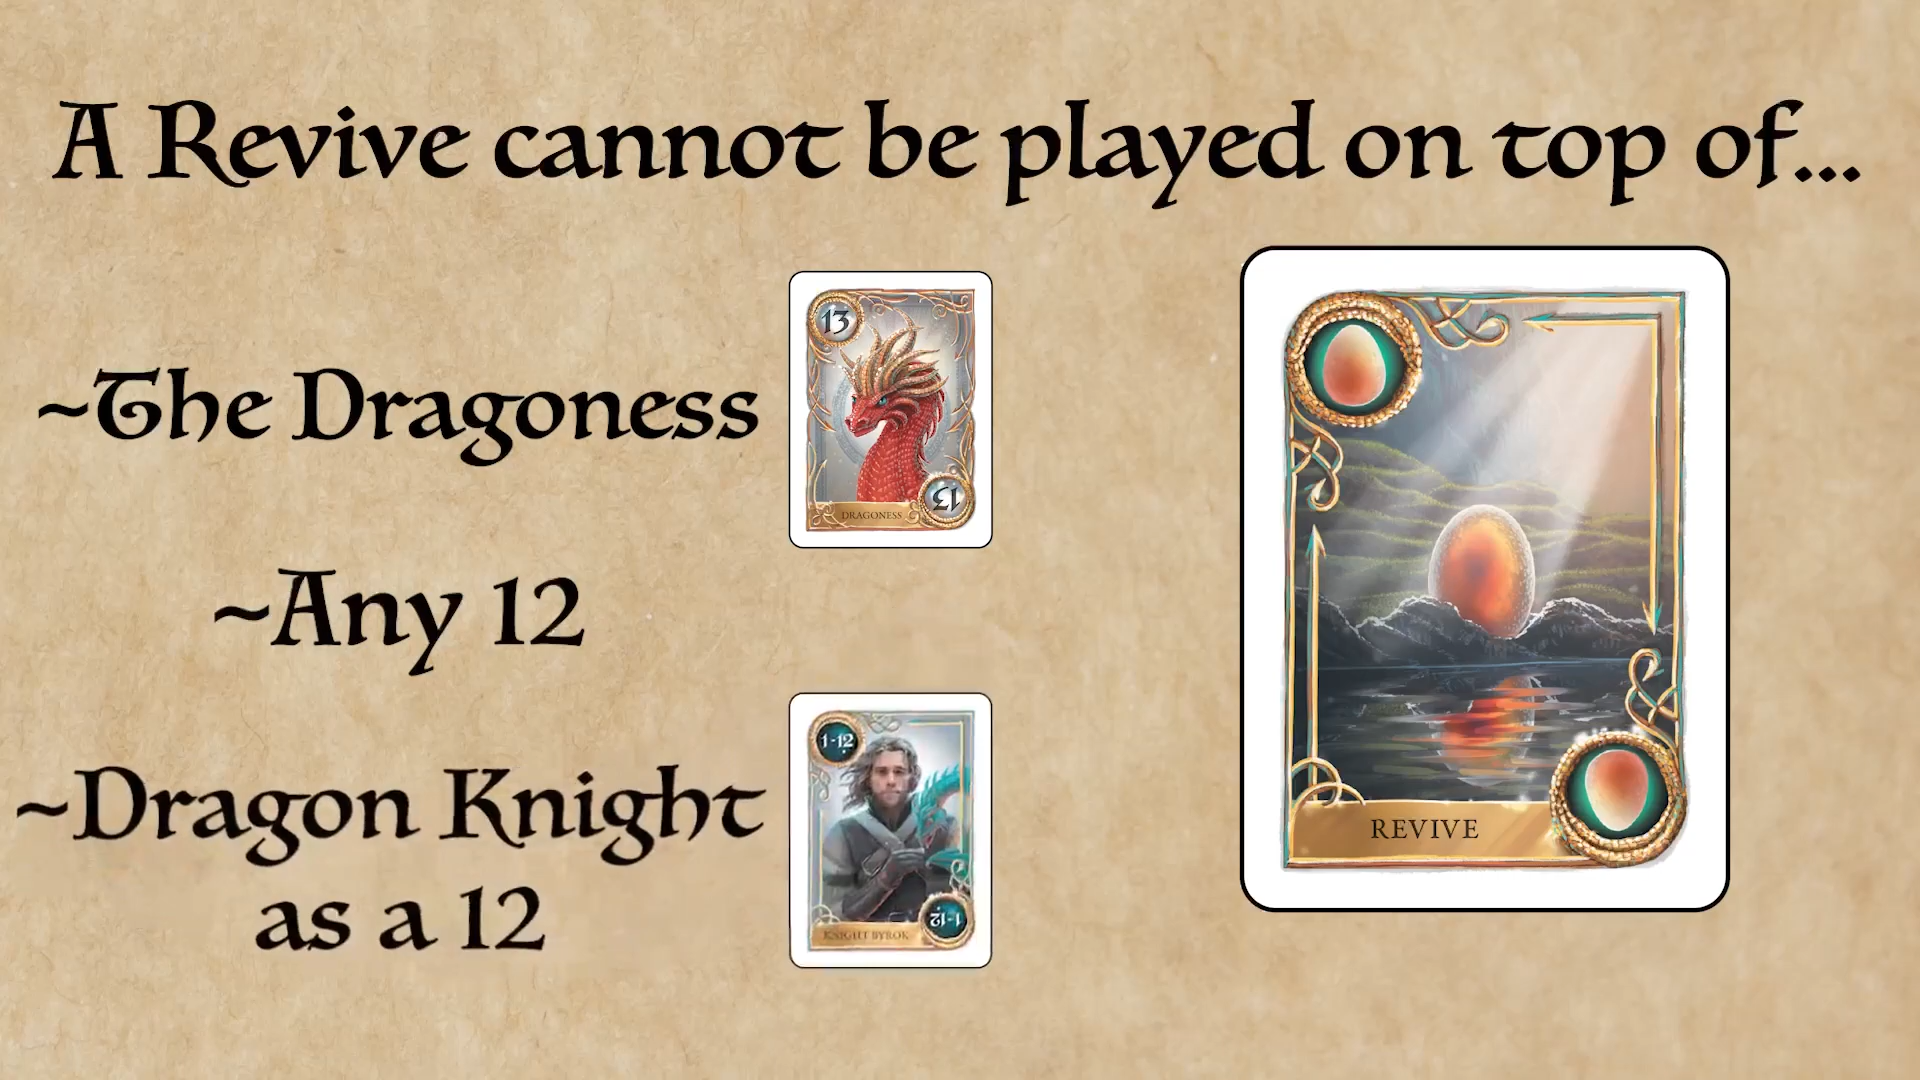 A Revive cannot be played on top of...
~The Dragoness
13
DRAGONESS
13
~Any 12
~Dragon Knight
as a 12
1-12
KNIGHT BYROK
1-12
REVIVE